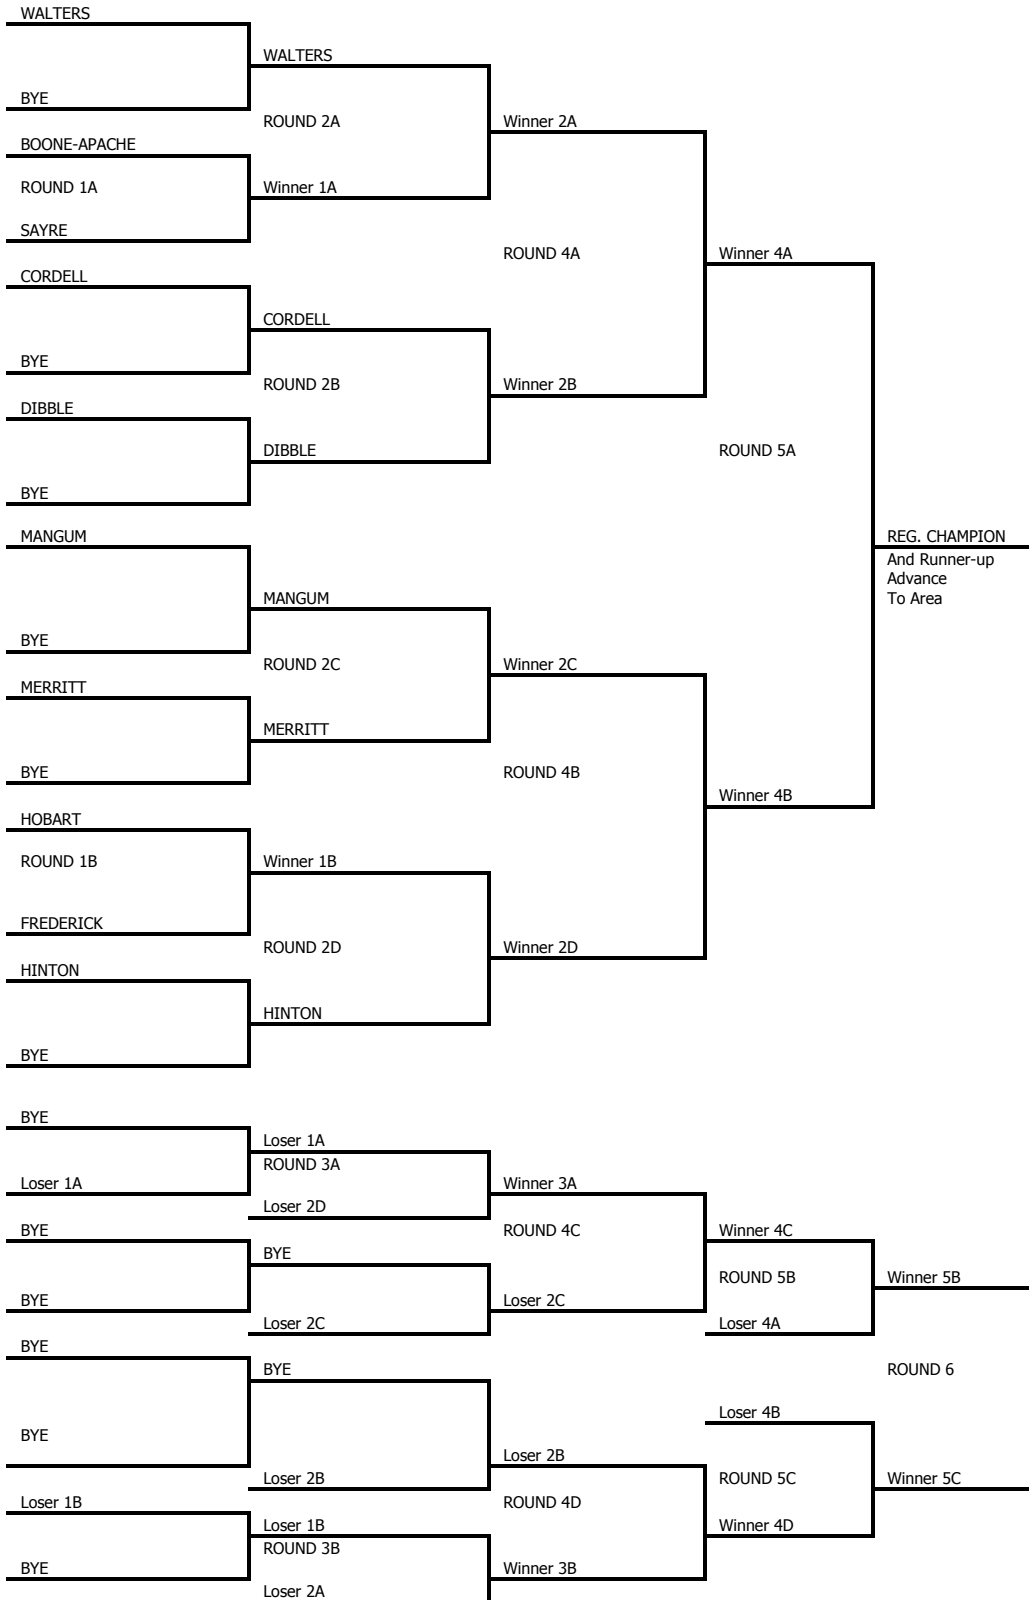 WALTERS
WALTERS
BYE
ROUND 2A
Winner 2A
BOONE-APACHE
ROUND 1A
Winner 1A
SAYRE
ROUND 4A
Winner 4A
CORDELL
CORDELL
BYE
ROUND 2B
Winner 2B
DIBBLE
DIBBLE
ROUND 5A
BYE
MANGUM
REG. CHAMPION
And Runner-up
Advance
To Area
MANGUM
BYE
ROUND 2C
Winner 2C
MERRITT
MERRITT
BYE
ROUND 4B
Winner 4B
HOBART
ROUND 1B
Winner 1B
FREDERICK
ROUND 2D
Winner 2D
HINTON
HINTON
BYE
BYE
Loser 1A
ROUND 3A
Loser 1A
Winner 3A
Loser 2D
BYE
ROUND 4C
Winner 4C
BYE
ROUND 5B
Winner 5B
BYE
Loser 2C
Loser 2C
Loser 4A
BYE
BYE
ROUND 6
Loser 4B
BYE
Loser 2B
Loser 2B
ROUND 5C
Winner 5C
Loser 1B
ROUND 4D
Loser 1B
Winner 4D
ROUND 3B
BYE
Winner 3B
Loser 2A